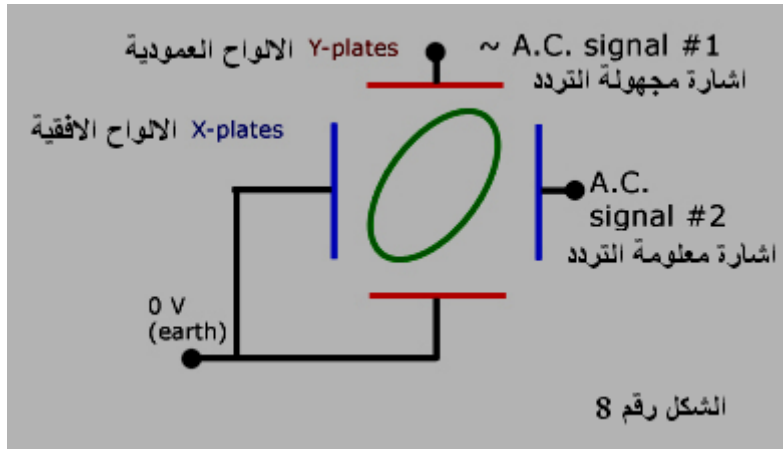 الالواح العمودية Y-plates ~ A.C. signal #1
اشارة مجهولة التردد
الالواح الافقية X-plates
A.C.
signal #2
اشارة معلومة التردد
0 V
(earth)
الشكل رقم 8